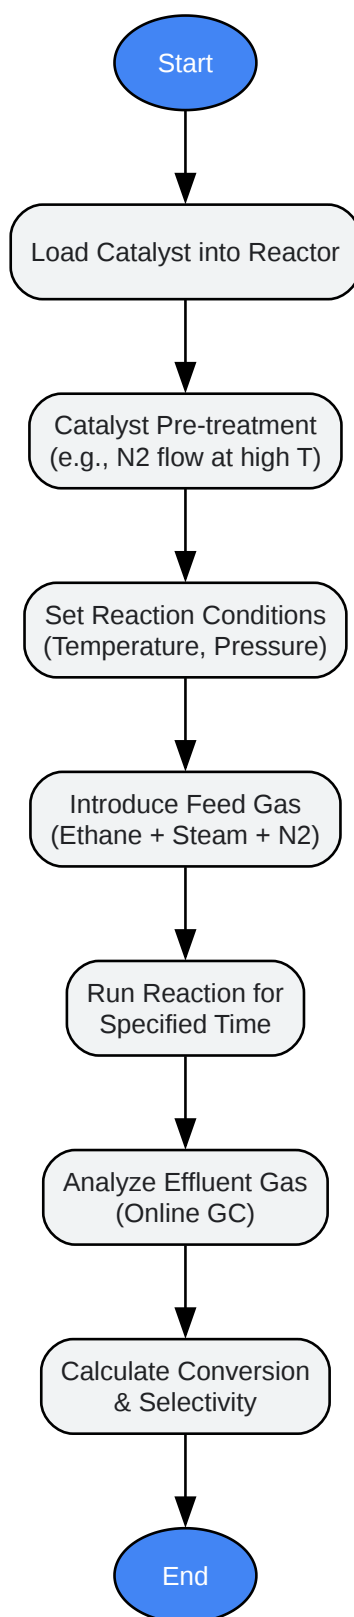 Start
Load Catalyst into Reactor
Catalyst Pre-treatment
(e.g., N2 flow at high T)
Set Reaction Conditions
(Temperature, Pressure)
Introduce Feed Gas
(Ethane + Steam + N2)
Run Reaction for
Specified Time
Analyze Effluent Gas
(Online GC)
Calculate Conversion
& Selectivity
End